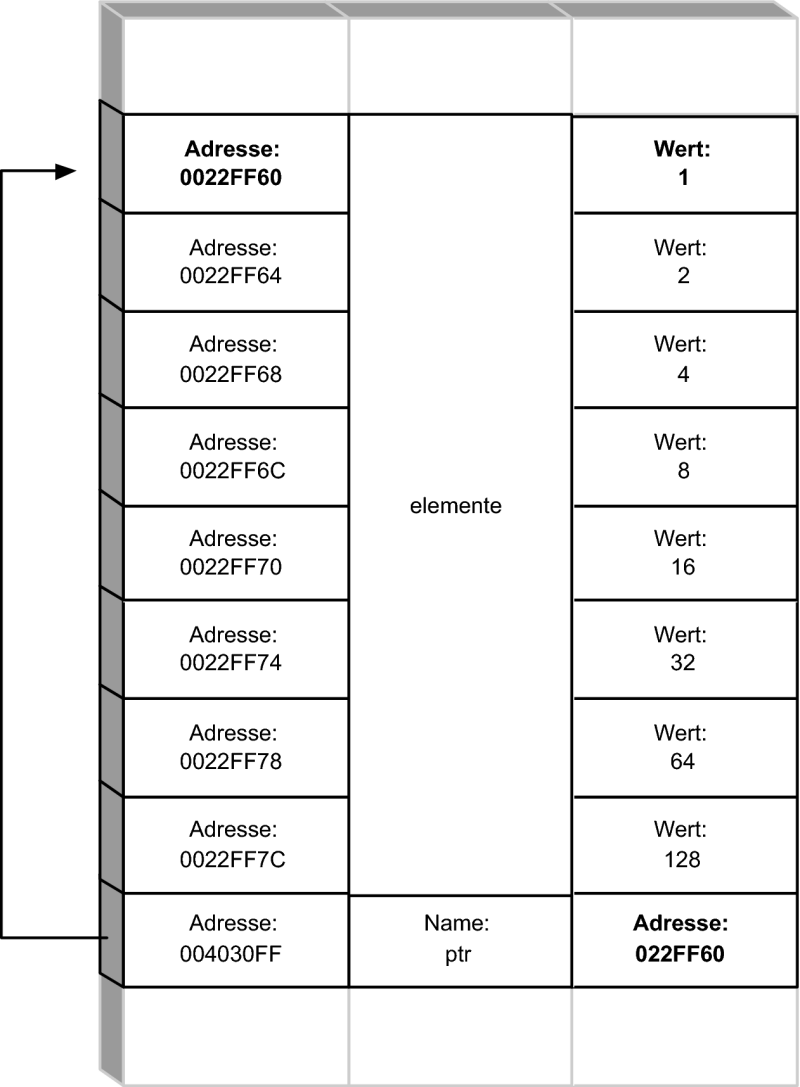 Adresse:
0022FF60
Wert:
1
Adresse:
0022FF64
Wert:
2
Adresse:
0022FF68
Wert:
4
Adresse:
0022FF6C
Wert:
8
elemente
Adresse:
0022FF70
Wert:
16
Adresse:
0022FF74
Wert:
32
Adresse:
0022FF78
Wert:
64
Adresse:
0022FF7C
Wert:
128
Adresse:
004030FF
Name:
ptr
Adresse:
022FF60